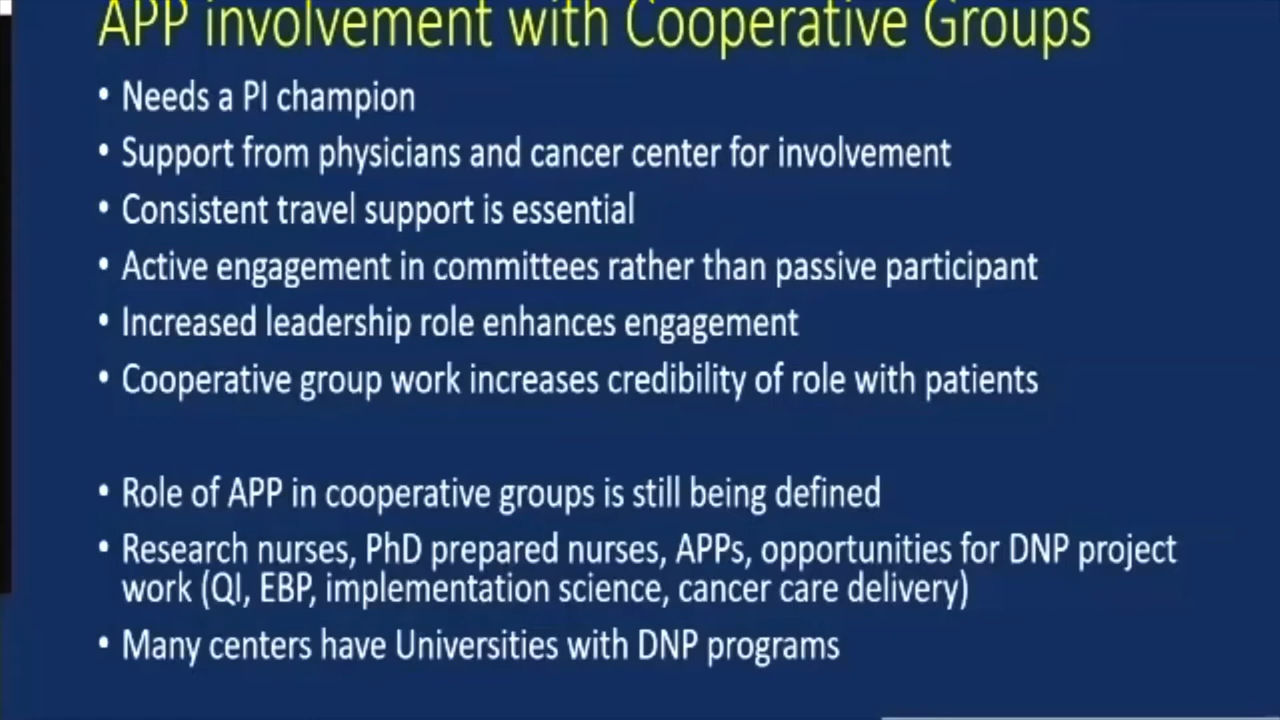 APP involvement with Cooperative Groups
• Needs a PI champion
• Support from physicians and cancer center for involvement
• Consistent travel support is essential
• Active engagement in committees rather than passive participant
• Increased leadership role enhances engagement
• Cooperative group work increases credibility of role with patients
• Role of APP in cooperative groups is still being defined
• Research nurses, PhD prepared nurses, APPs, opportunities for DNP project
work (QI, EBP, implementation science, cancer care delivery)
• Many centers have Universities with DNP programs